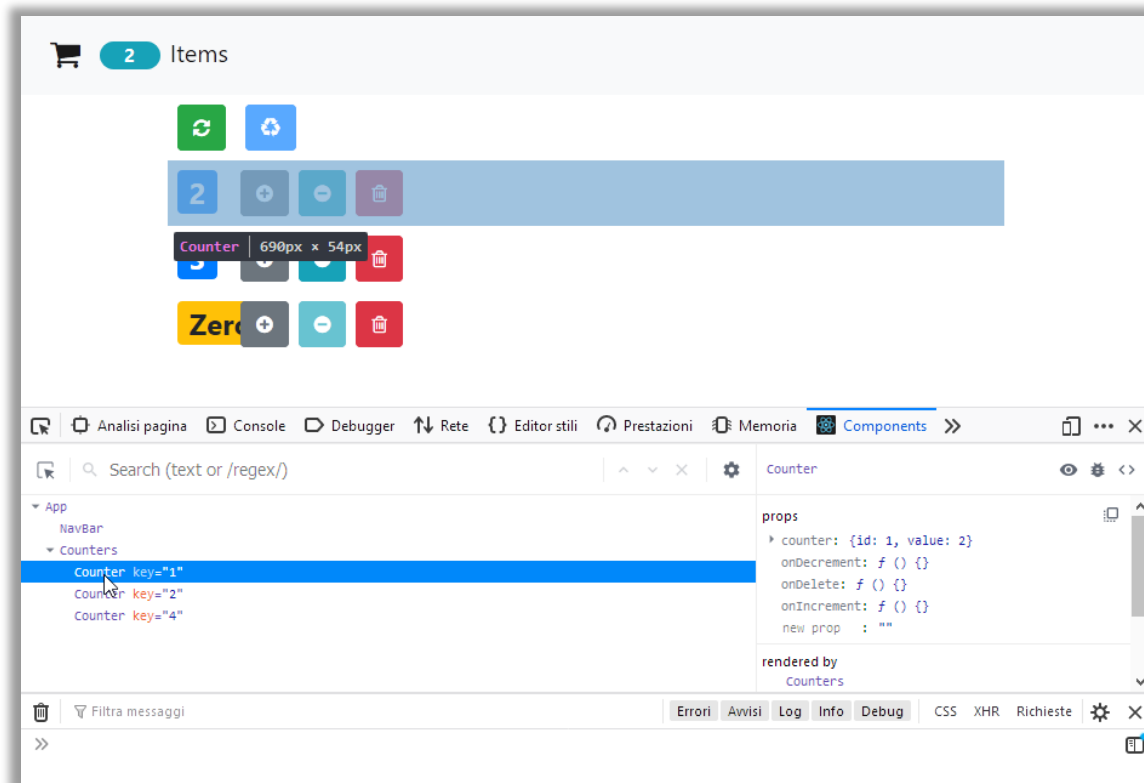 2 Items
2
Counter 690px × 54px
Zero
Analisi pagina Console Debugger Rete Editor stili Prestazioni Memoria Components
Search (text or /regex/) Counter
App
NavBar
Counters
Counter key="1"
Counter key="2"
Counter key="4"
props
counter: {id: 1, value: 2}
onDecrement: ƒ () {}
onDelete: ƒ () {}
onIncrement: ƒ () {}
new prop : ""
rendered by
Counters
Filtra messaggi Errori Avvisi Log Info Debug CSS XHR Richieste